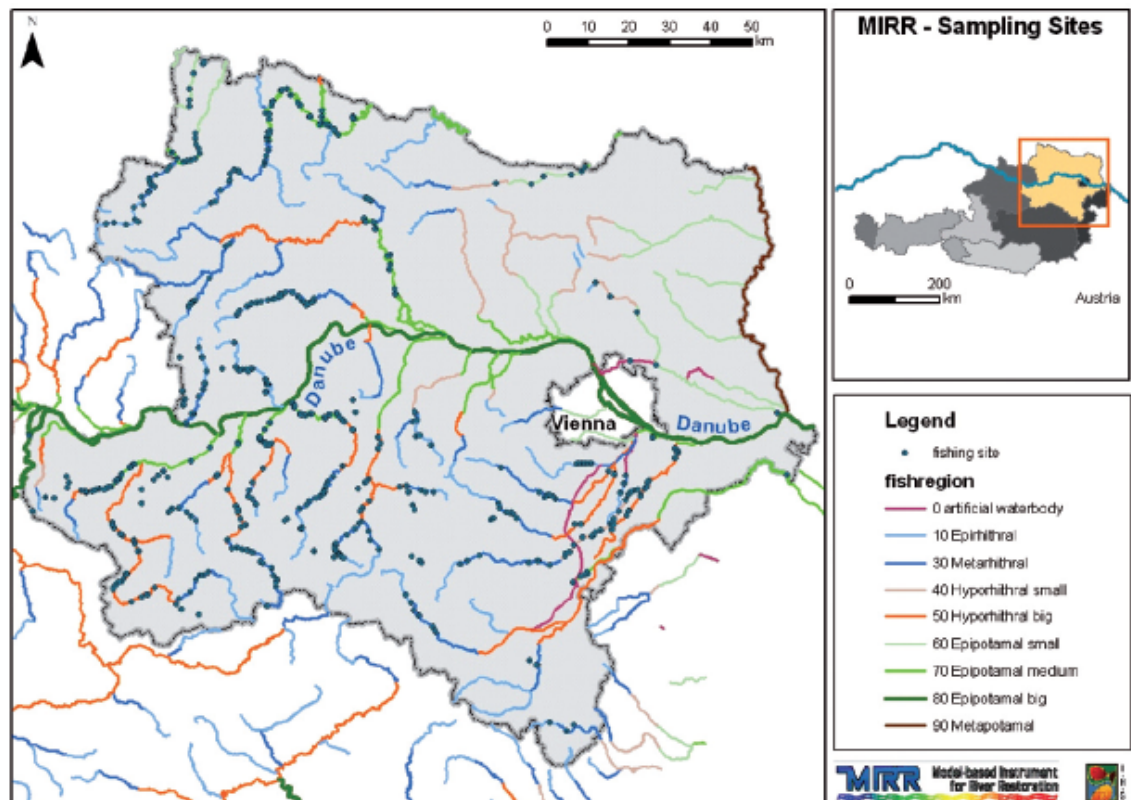 N
0 10 20 30 40 50
km
Danube
Vienna
Danube
MIRR - Sampling Sites
0 200
km
Austria
Legend
fishing site
fishregion
0 artificial waterbody
10 Epirhithral
30 Metarhithral
40 Hyporhithral small
50 Hyporhithral big
60 Epipotamal small
70 Epipotamal medium
80 Epipotamal big
90 Metapotamal
MIRR Model-based Instrument
for River Restoration